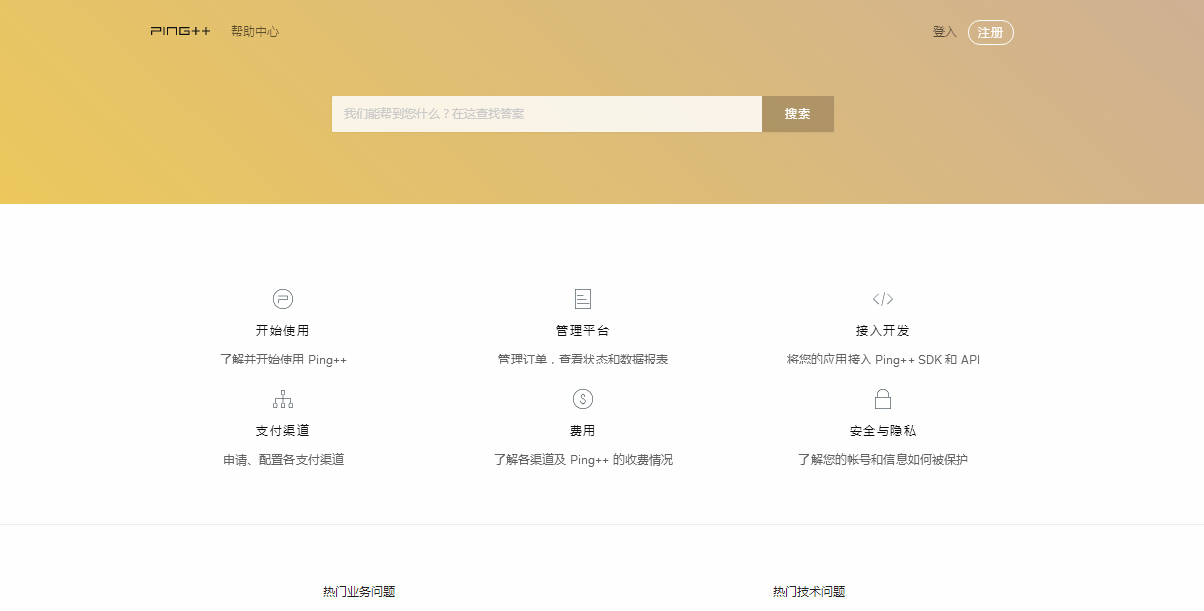 PING++ 帮助中心 登入 注册
我们能帮到您什么？在这查找答案 搜索
开始使用 管理平台 接入开发
了解并开始使用 Ping++ 管理订单，查看状态和数据报表 将您的应用接入 Ping++ SDK 和 API
支付渠道 费用 安全与隐私
申请、配置各支付渠道 了解各渠道及 Ping++ 的收费情况 了解您的帐号和信息如何被保护
热门业务问题 热门技术问题